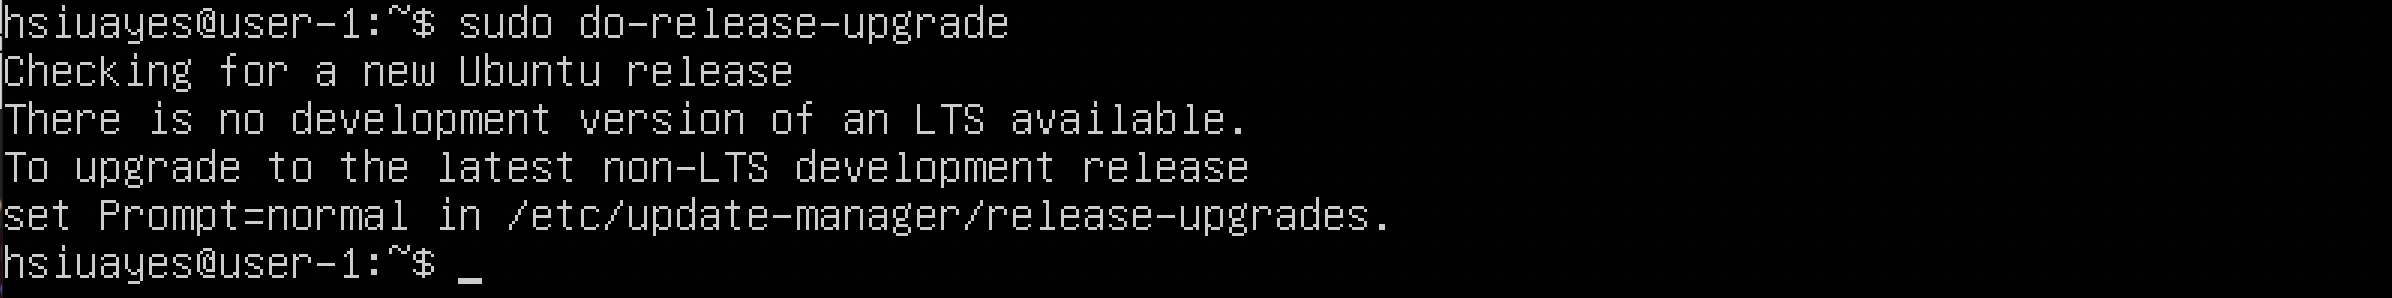 hsiuayes@user-1:~$ sudo do-release-upgrade
Checking for a new Ubuntu release
There is no development version of an LTS available.
To upgrade to the latest non-LTS development release
set Prompt=normal in /etc/update-manager/release-upgrades.
hsiuayes@user-1:~$ _